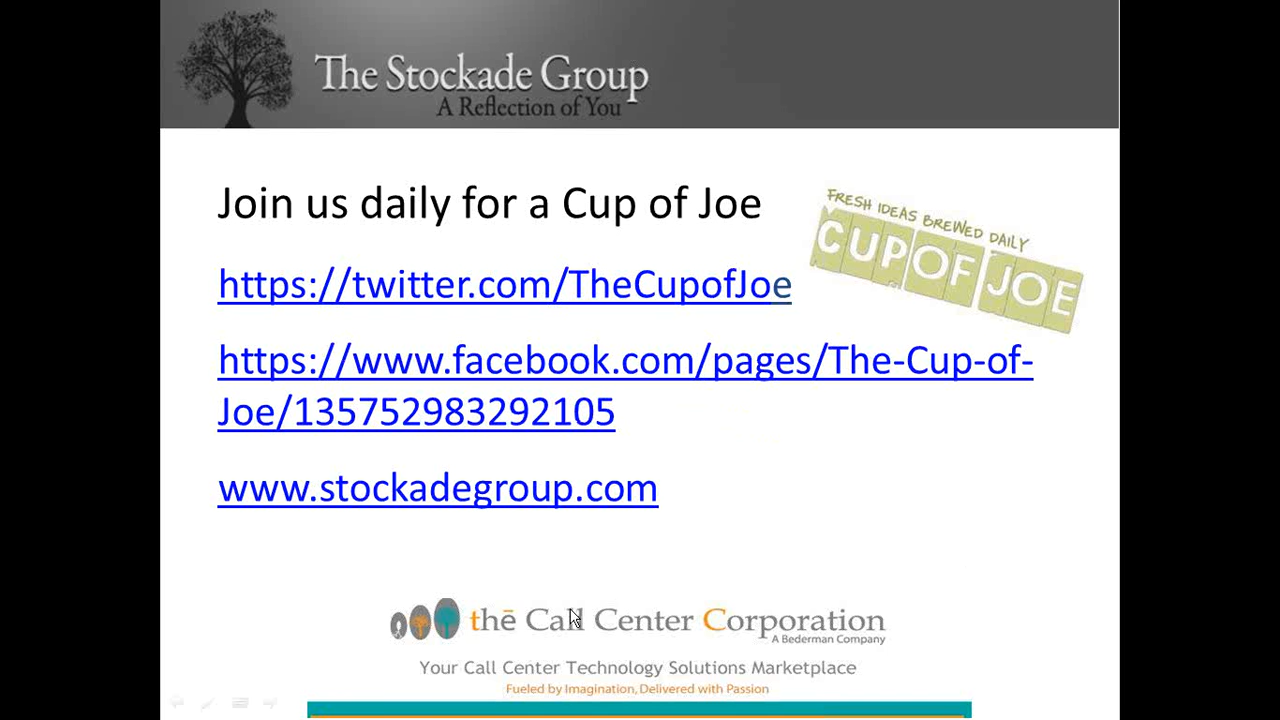 The Stockade Group
A Reflection of You
Join us daily for a Cup of Joe
FRESH IDEAS BREWED DAILY
CUP OF JOE
https://twitter.com/TheCupofJoe
https://www.facebook.com/pages/The-Cup-of-
Joe/135752983292105
www.stockadegroup.com
thē Call Center Corporation
A Bederman Company
Your Call Center Technology Solutions Marketplace
Fueled by Imagination, Delivered with Passion